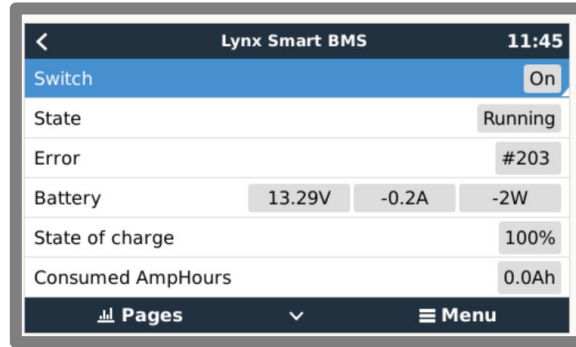 Lynx Smart BMS 11:45
Switch On
State Running
Error #203
Battery 13.29V -0.2A -2W
State of charge 100%
Consumed AmpHours 0.0Ah
Pages Menu